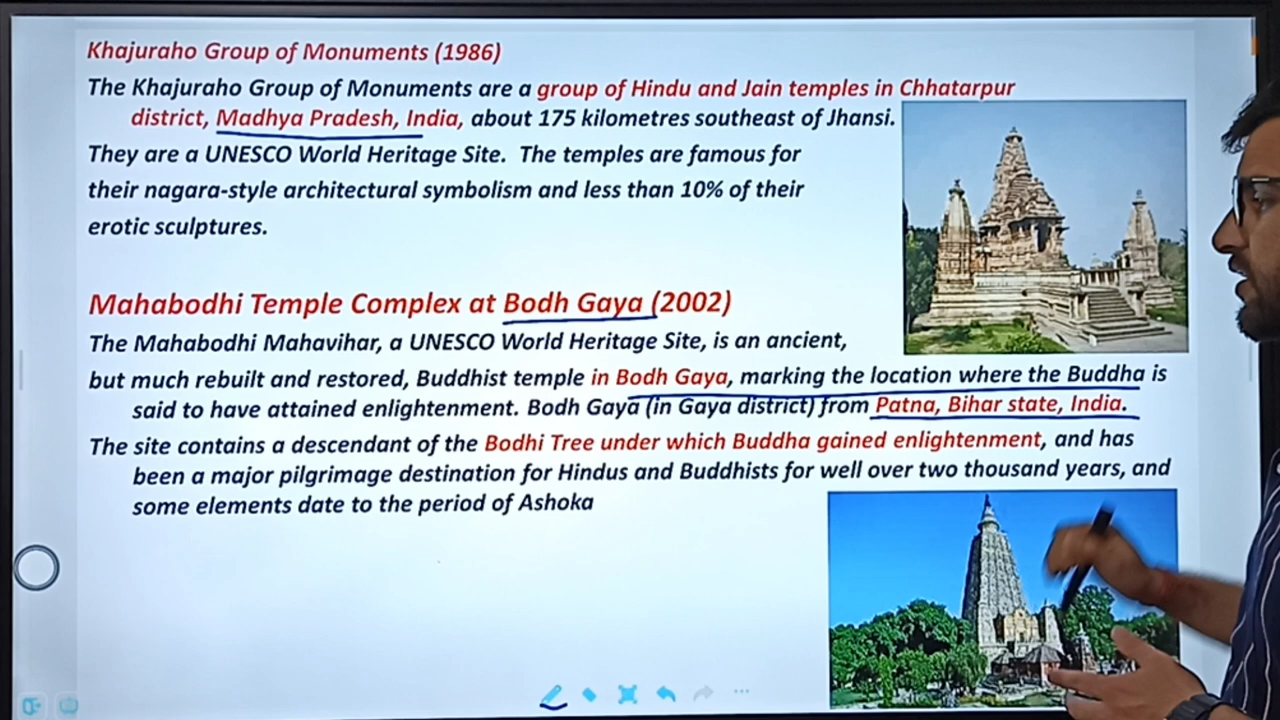 Khajuraho Group of Monuments (1986)
The Khajuraho Group of Monuments are a group of Hindu and Jain temples in Chhatarpur
district, Madhya Pradesh, India, about 175 kilometres southeast of Jhansi.
They are a UNESCO World Heritage Site. The temples are famous for
their nagara-style architectural symbolism and less than 10% of their
erotic sculptures.
Mahabodhi Temple Complex at Bodh Gaya (2002)
The Mahabodhi Mahavihar, a UNESCO World Heritage Site, is an ancient,
but much rebuilt and restored, Buddhist temple in Bodh Gaya, marking the location where the Buddha is
said to have attained enlightenment. Bodh Gaya (in Gaya district) from Patna, Bihar state, India.
The site contains a descendant of the Bodhi Tree under which Buddha gained enlightenment, and has
been a major pilgrimage destination for Hindus and Buddhists for well over two thousand years, and
some elements date to the period of Ashoka